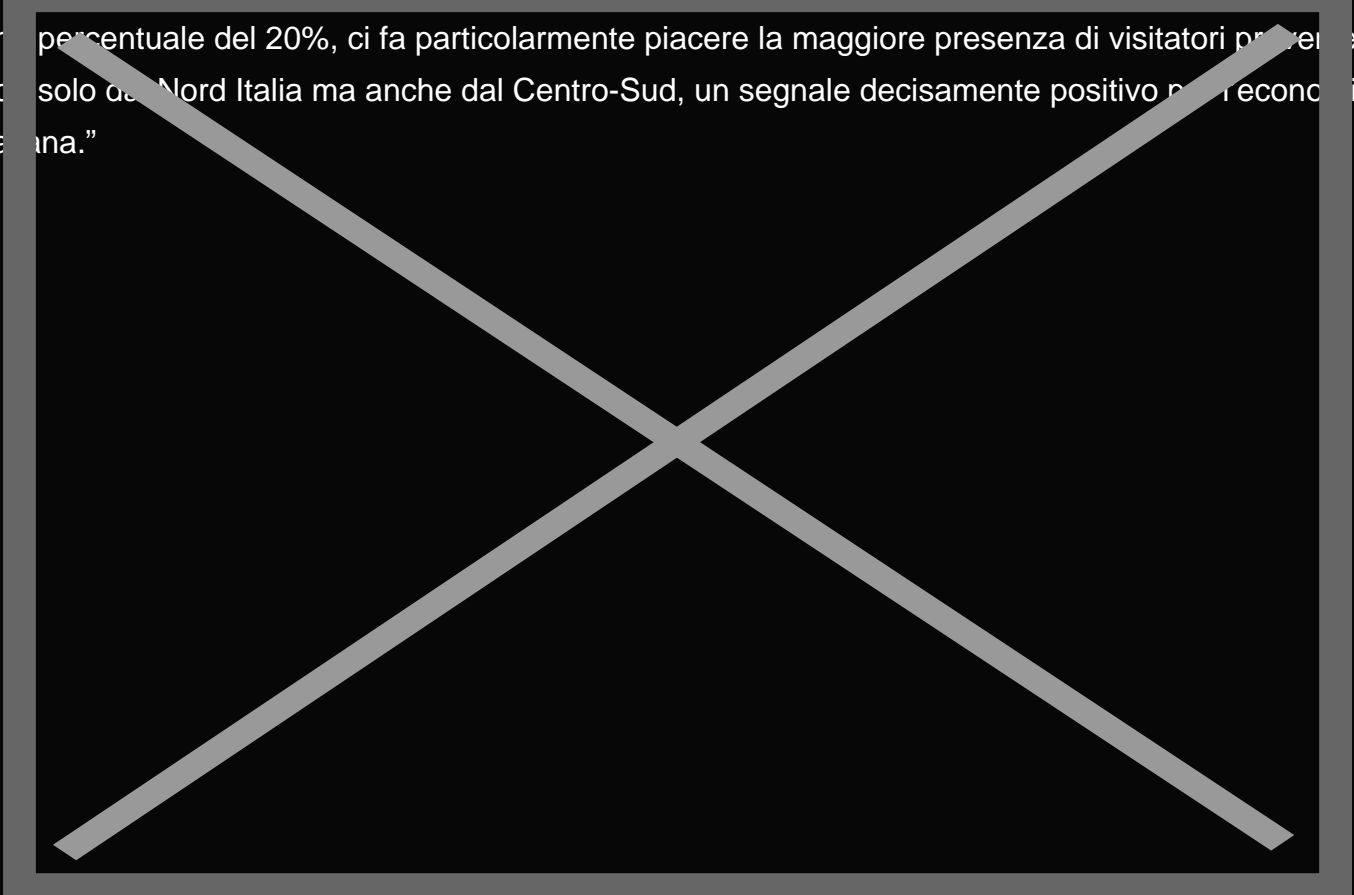 percentuale del 20%, ci fa particolarmente piacere la maggiore presenza di visitatori
solo Nord Italia ma anche dal Centro-Sud, un segnale decisamente positivo